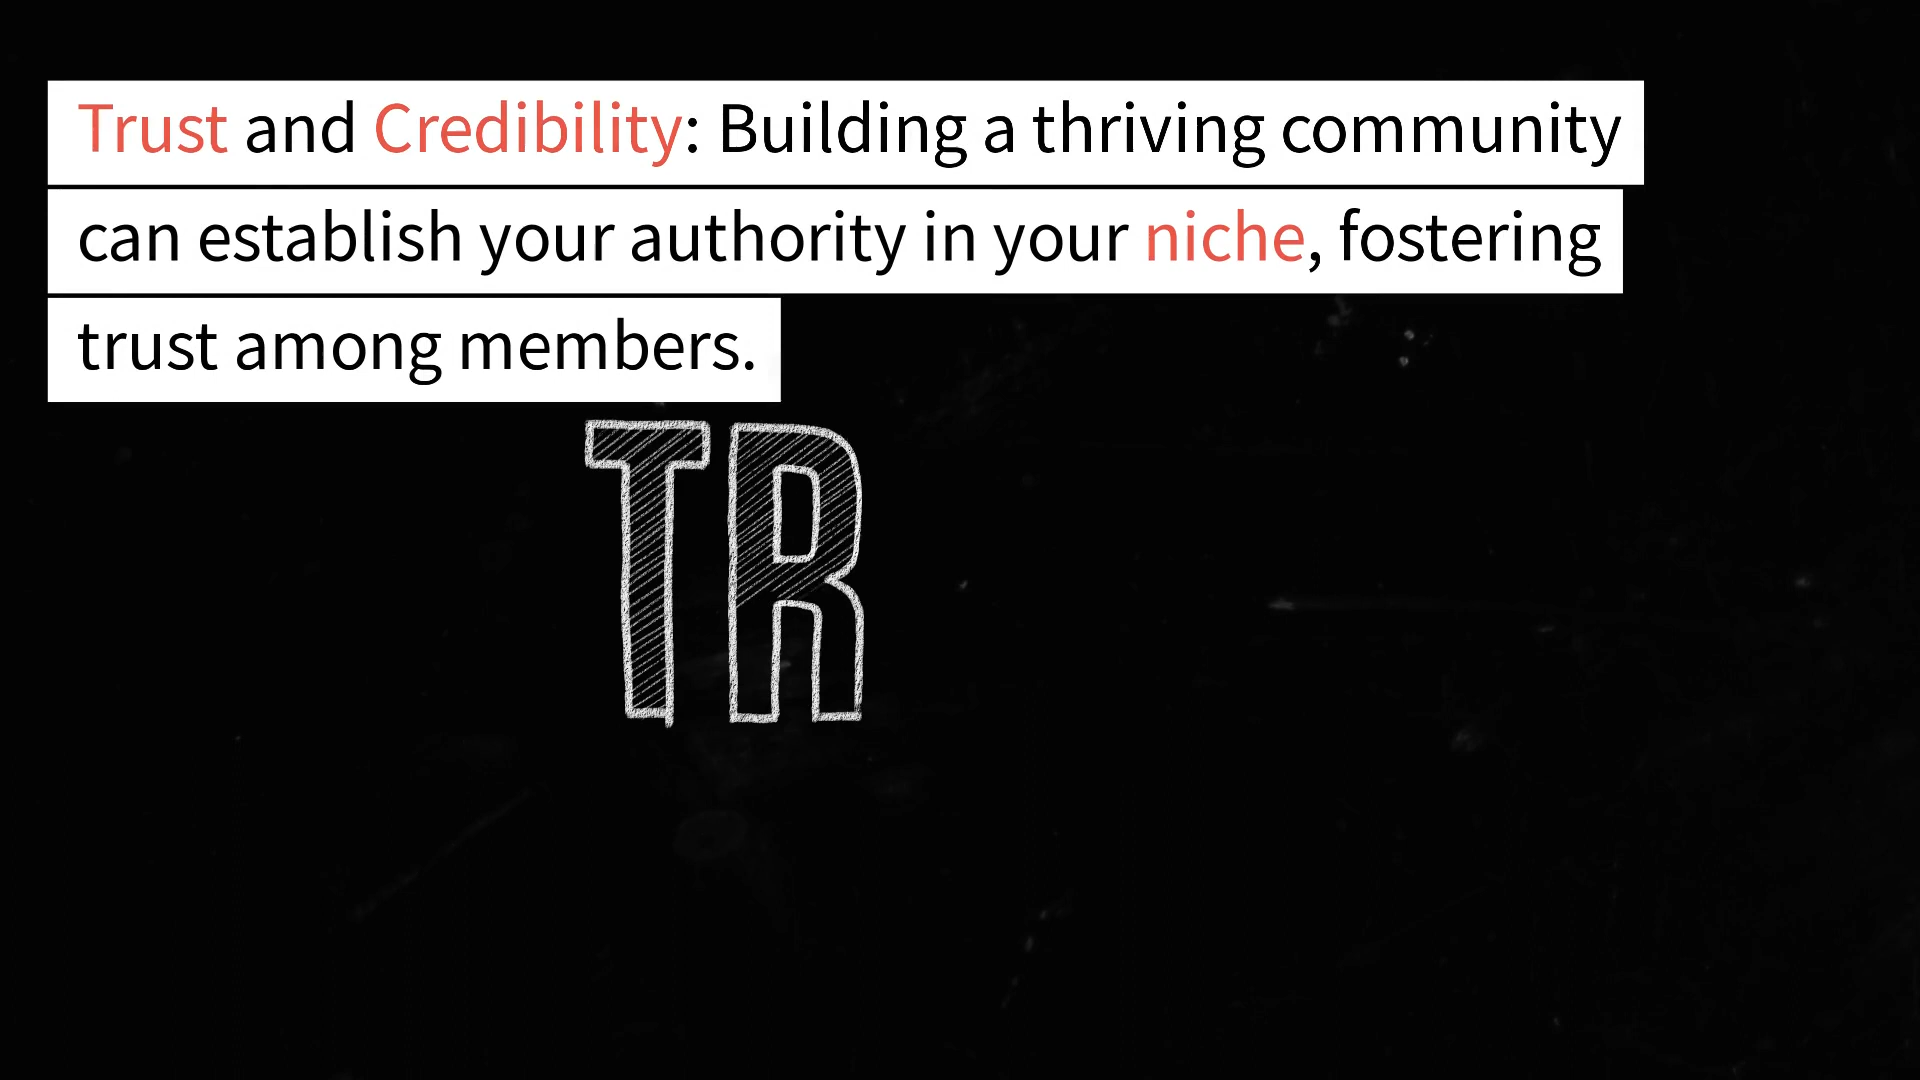 Trust and Credibility: Building a thriving community
can establish your authority in your niche, fostering
trust among members.
TR